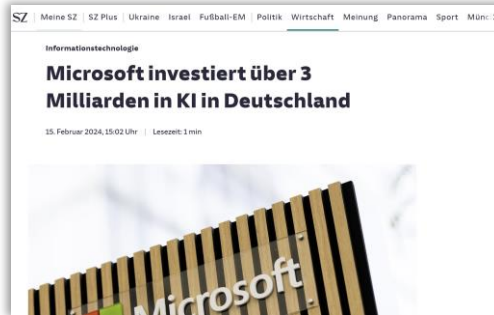 SZ Meine SZ SZ Plus Ukraine Israel Fußball-EM Politik Wirtschaft Meinung Panorama Sport
Informationstechnologie
Microsoft investiert über 3
Milliarden in KI in Deutschland
15. Februar 2024, 15:02 Uhr | Lesezeit: 1 min
Microsoft